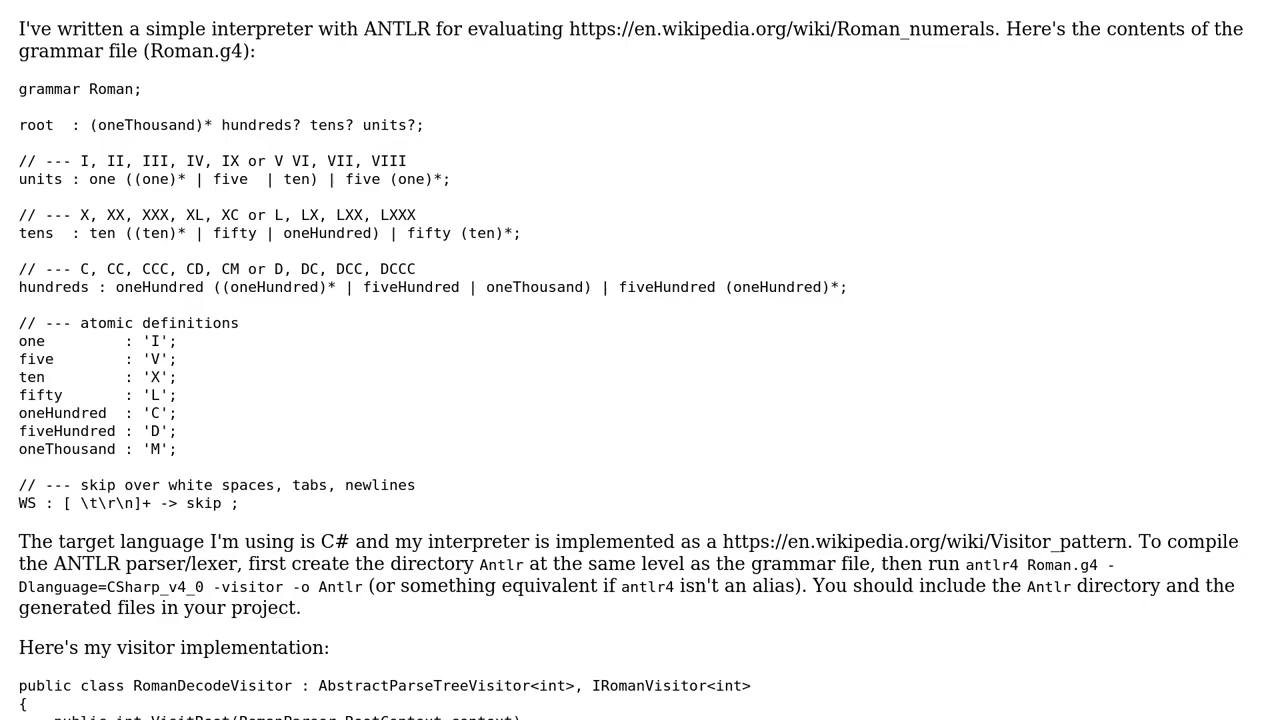 I've written a simple interpreter with ANTLR for evaluating https://en.wikipedia.org/wiki/Roman_numerals. Here's the contents of the
grammar file (Roman.g4):
grammar Roman;
root  : (oneThousand)* hundreds? tens? units?;
// --- I, II, III, IV, IX or V VI, VII, VIII
units : one ((one)* | five  | ten) | five (one)*;
// --- X, XX, XXX, XL, XC or L, LX, LXX, LXXX
tens  : ten ((ten)* | fifty | oneHundred) | fifty (ten)*;
// --- C, CC, CCC, CD, CM or D, DC, DCC, DCCC
hundreds : oneHundred ((oneHundred)* | fiveHundred | oneThousand) | fiveHundred (oneHundred)*;
// --- atomic definitions
one         : 'I';
five        : 'V';
ten         : 'X';
fifty       : 'L';
oneHundred  : 'C';
fiveHundred : 'D';
oneThousand : 'M';
// --- skip over white spaces, tabs, newlines
WS : [ \t\r\n]+ -> skip ;
The target language I'm using is C# and my interpreter is implemented as a https://en.wikipedia.org/wiki/Visitor_pattern. To compile
the ANTLR parser/lexer, first create the directory Antlr at the same level as the grammar file, then run antlr4 Roman.g4 -
Dlanguage=CSharp_v4_0 -visitor -o Antlr (or something equivalent if antlr4 isn't an alias). You should include the Antlr directory and the
generated files in your project.
Here's my visitor implementation:
public class RomanDecodeVisitor : AbstractParseTreeVisitor<int>, IRomanVisitor<int>
{
    public int VisitRoot(RomanParser.RootContext context)